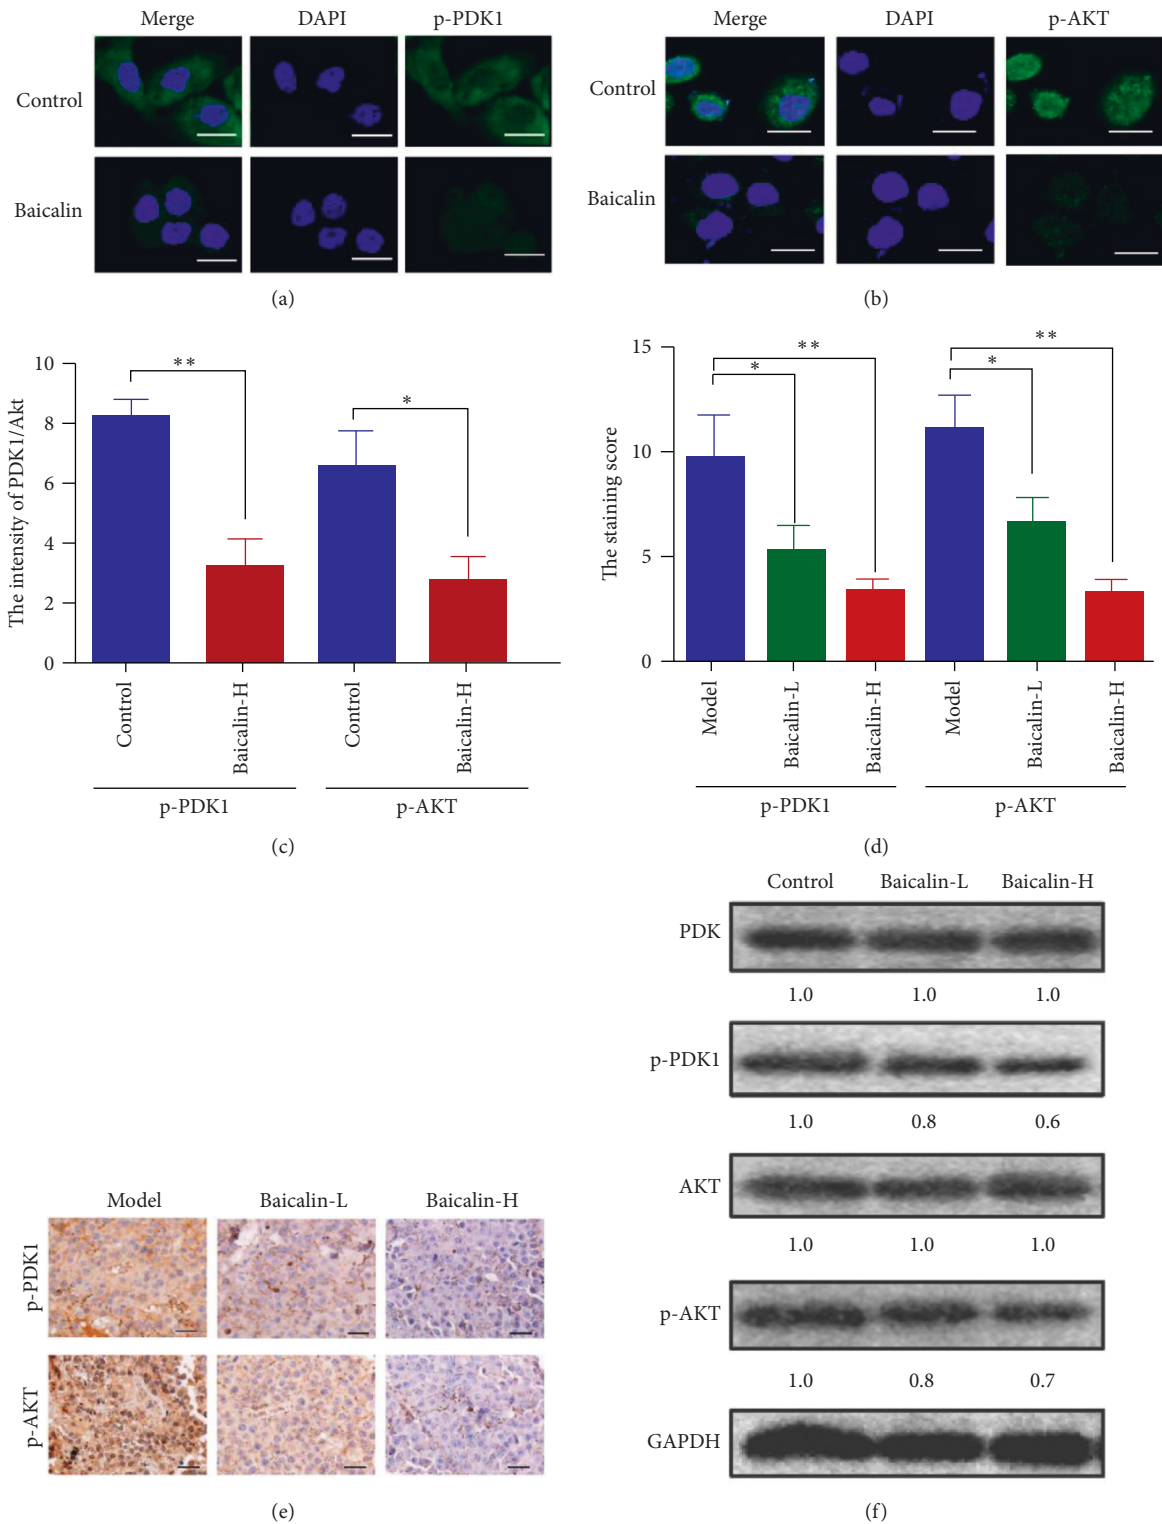 Merge DAPI p-PDK1
Control
Baicalin
(a)
Merge DAPI p-AKT
Control
Baicalin
(b)
The intensity of PDK1/Akt
10
8
6
4
2
0
**
*
Control
Baicalin-H
Control
Baicalin-H
p-PDK1
p-AKT
(c)
The staining score
15
10
5
0
**
*
**
*
Model
Baicalin-L
Baicalin-H
Model
Baicalin-L
Baicalin-H
p-PDK1
p-AKT
(d)
Model Baicalin-L Baicalin-H
p-PDK1
p-AKT
(e)
Control Baicalin-L Baicalin-H
PDK
1.0 1.0 1.0
p-PDK1
1.0 0.8 0.6
AKT
1.0 1.0 1.0
p-AKT
1.0 0.8 0.7
GAPDH
(f)